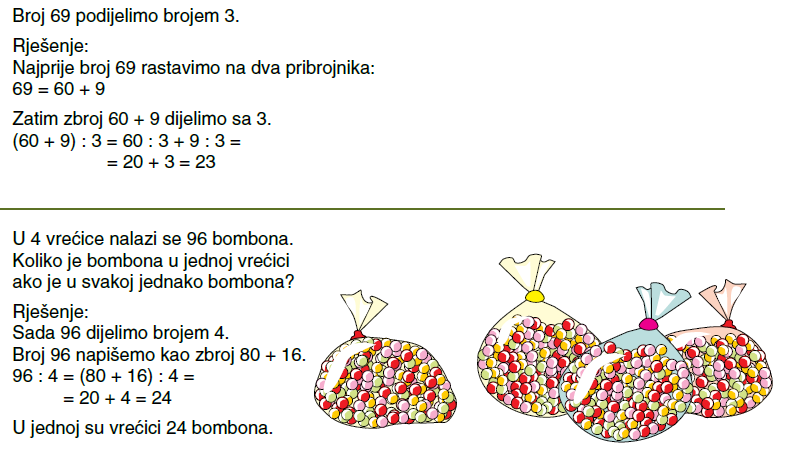 Broj 69 podijelimo brojem 3.
Rješenje:
Najprije broj 69 rastavimo na dva pribrojnika:
69 = 60 + 9
Zatim zbroj 60 + 9 dijelimo sa 3.
(60 + 9) : 3 = 60 : 3 + 9 : 3 =
= 20 + 3 = 23
U 4 vrećice nalazi se 96 bombona.
Koliko je bombona u jednoj vrećici
ako je u svakoj jednako bombona?
Rješenje:
Sada 96 dijelimo brojem 4.
Broj 96 napišemo kao zbroj 80 + 16.
96 : 4 = (80 + 16) : 4 =
= 20 + 4 = 24
U jednoj su vrećici 24 bombona.